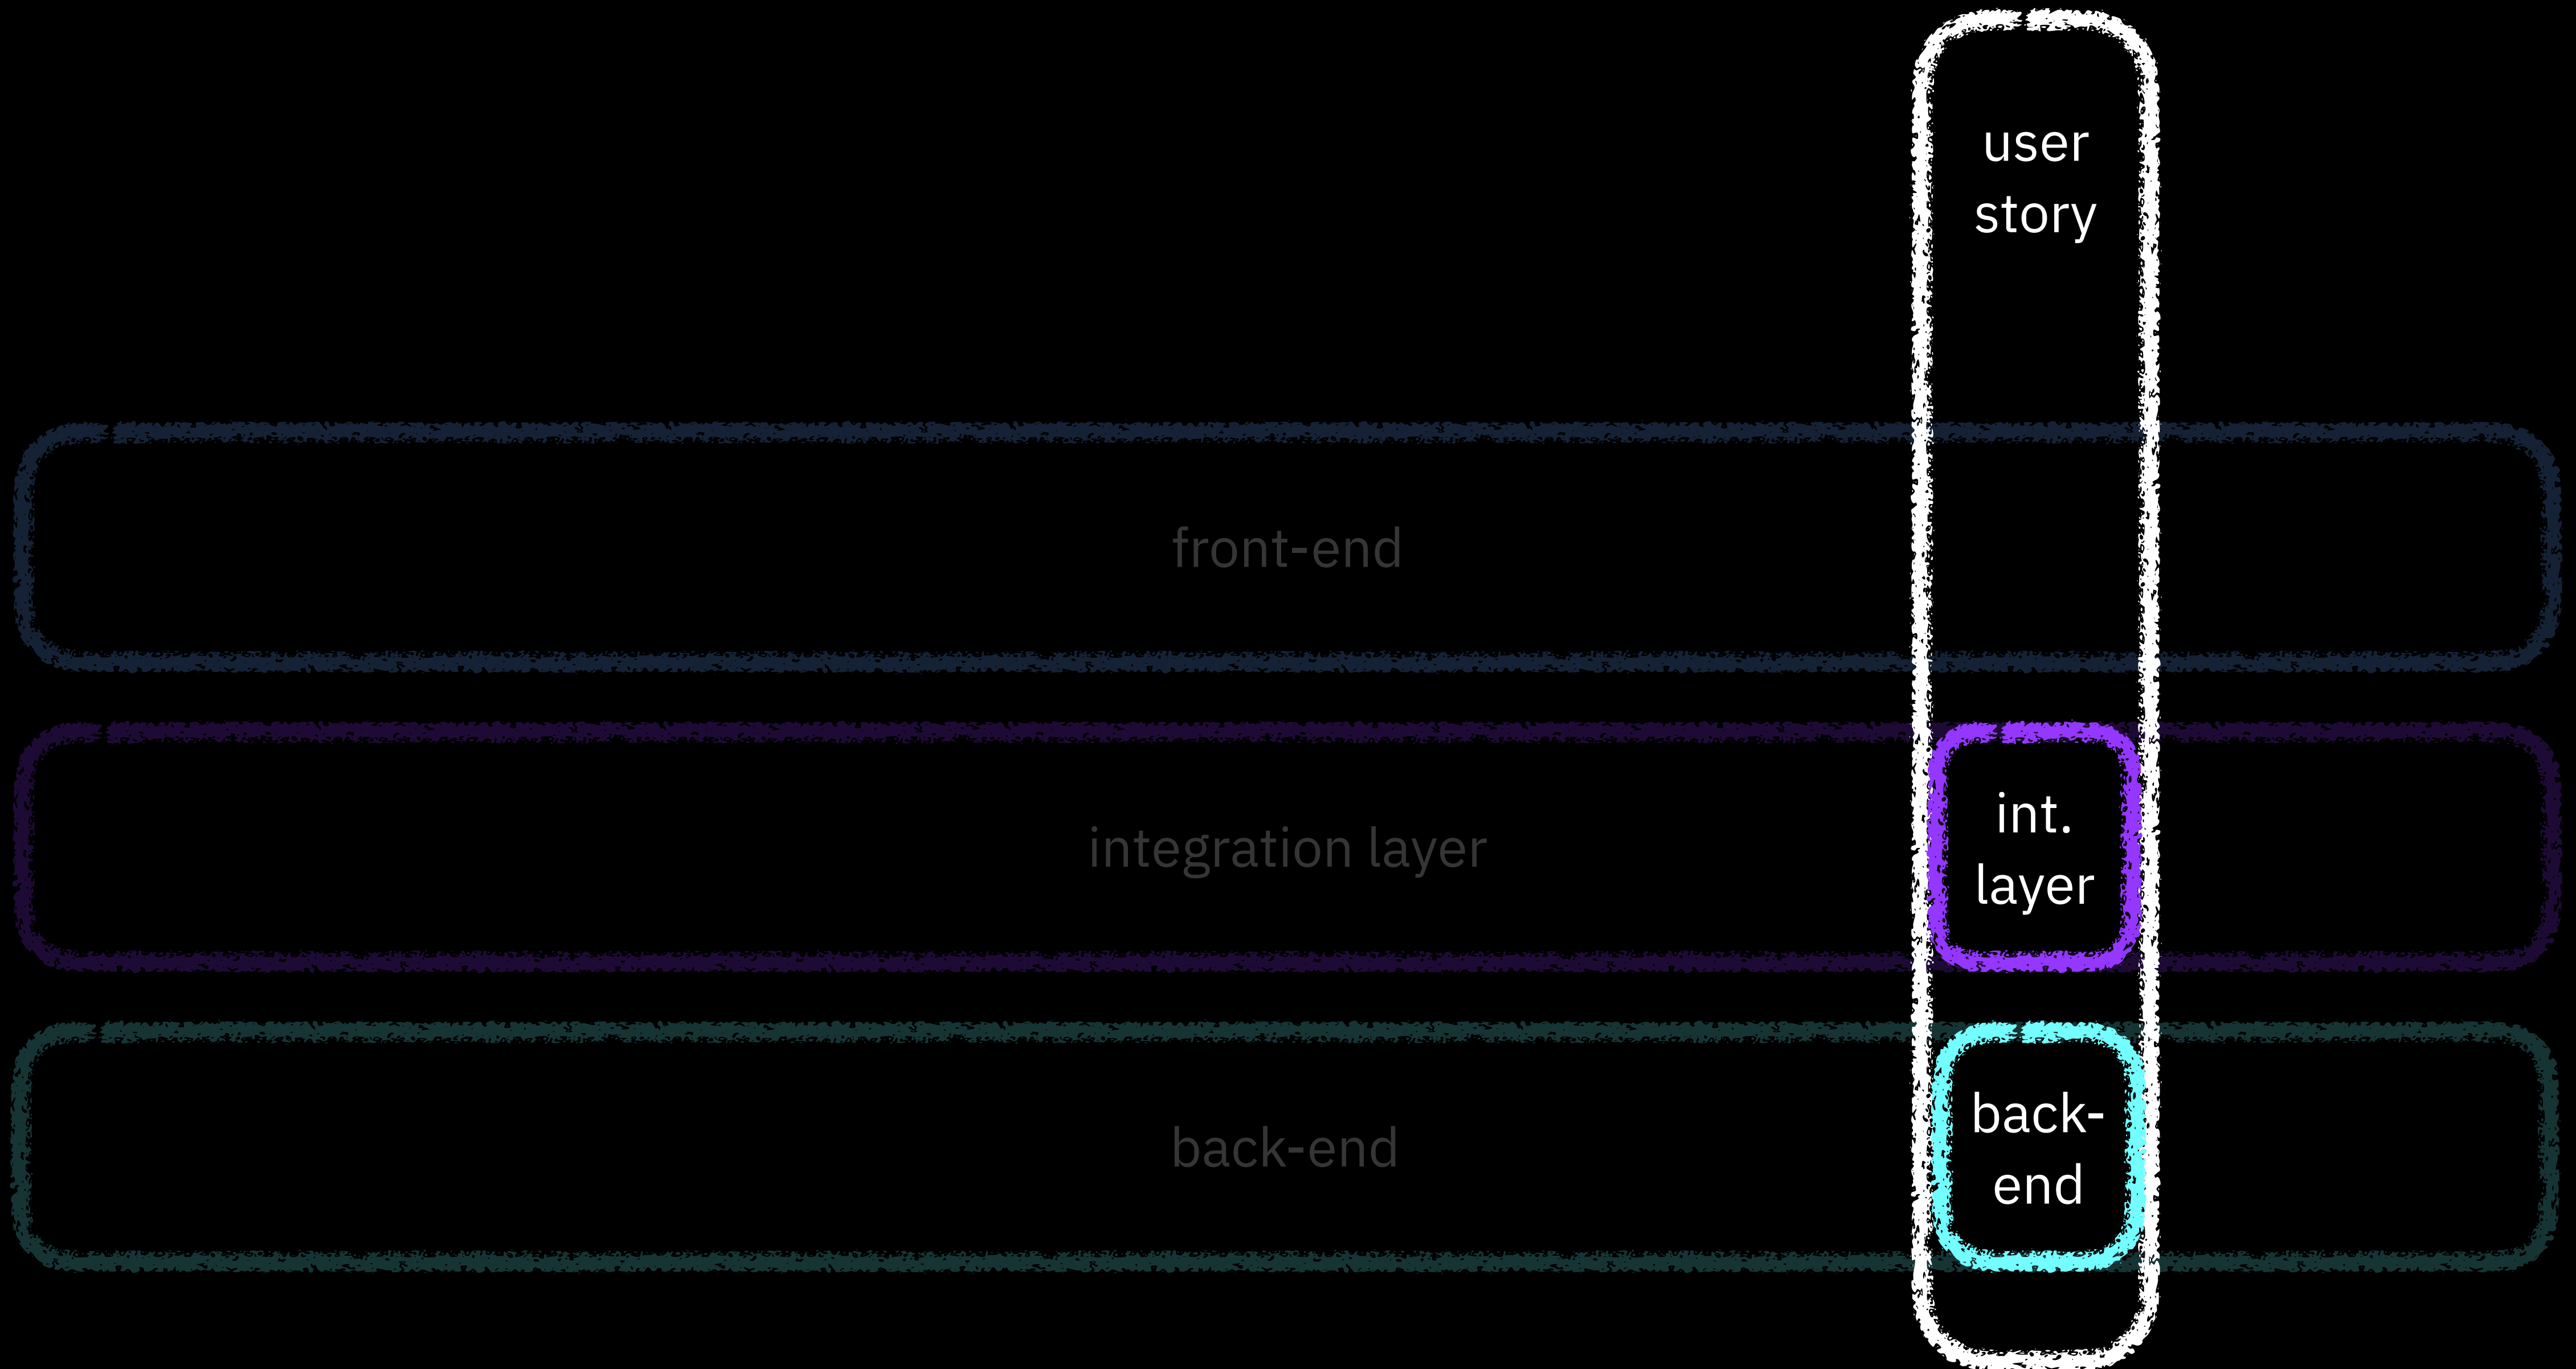 user
story
front-end
integration layer
int.
layer
back-end
back-
end